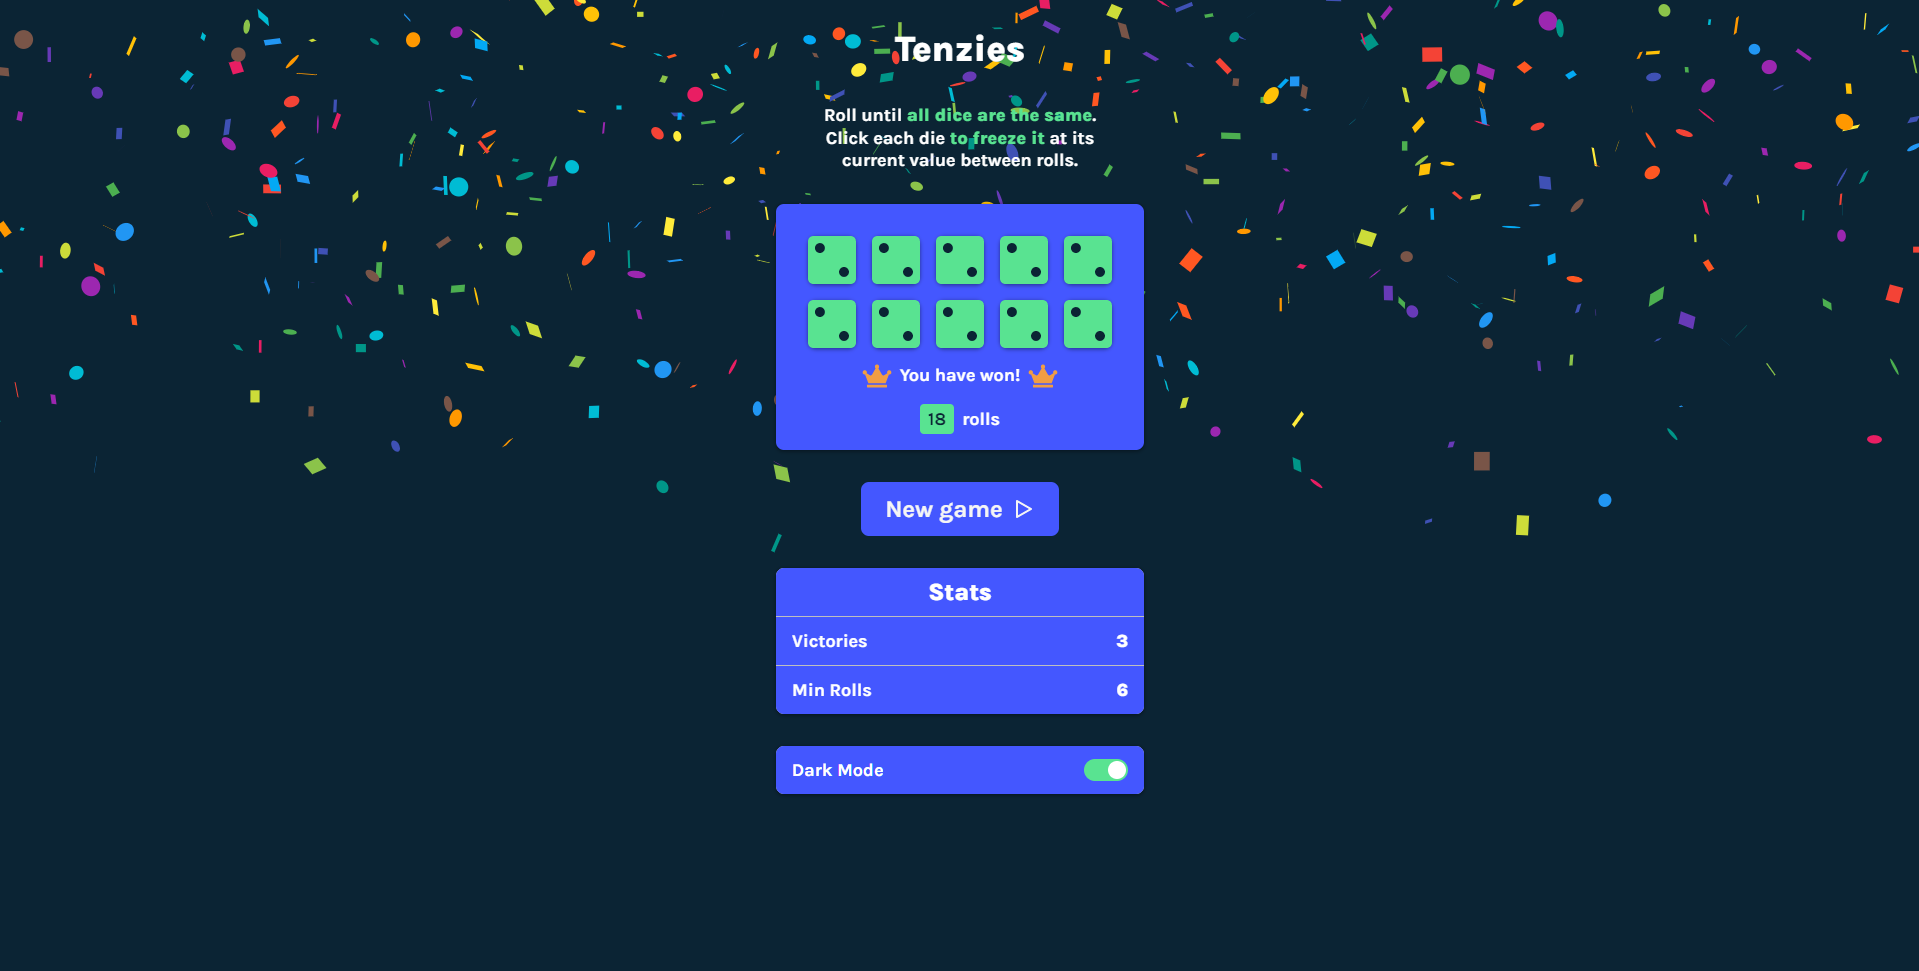 Tenzies
Roll until all dice are the same.
Click each die to freeze it at its
current value between rolls.
You have won!
18 rolls
New game
Stats
Victories 3
Min Rolls 6
Dark Mode